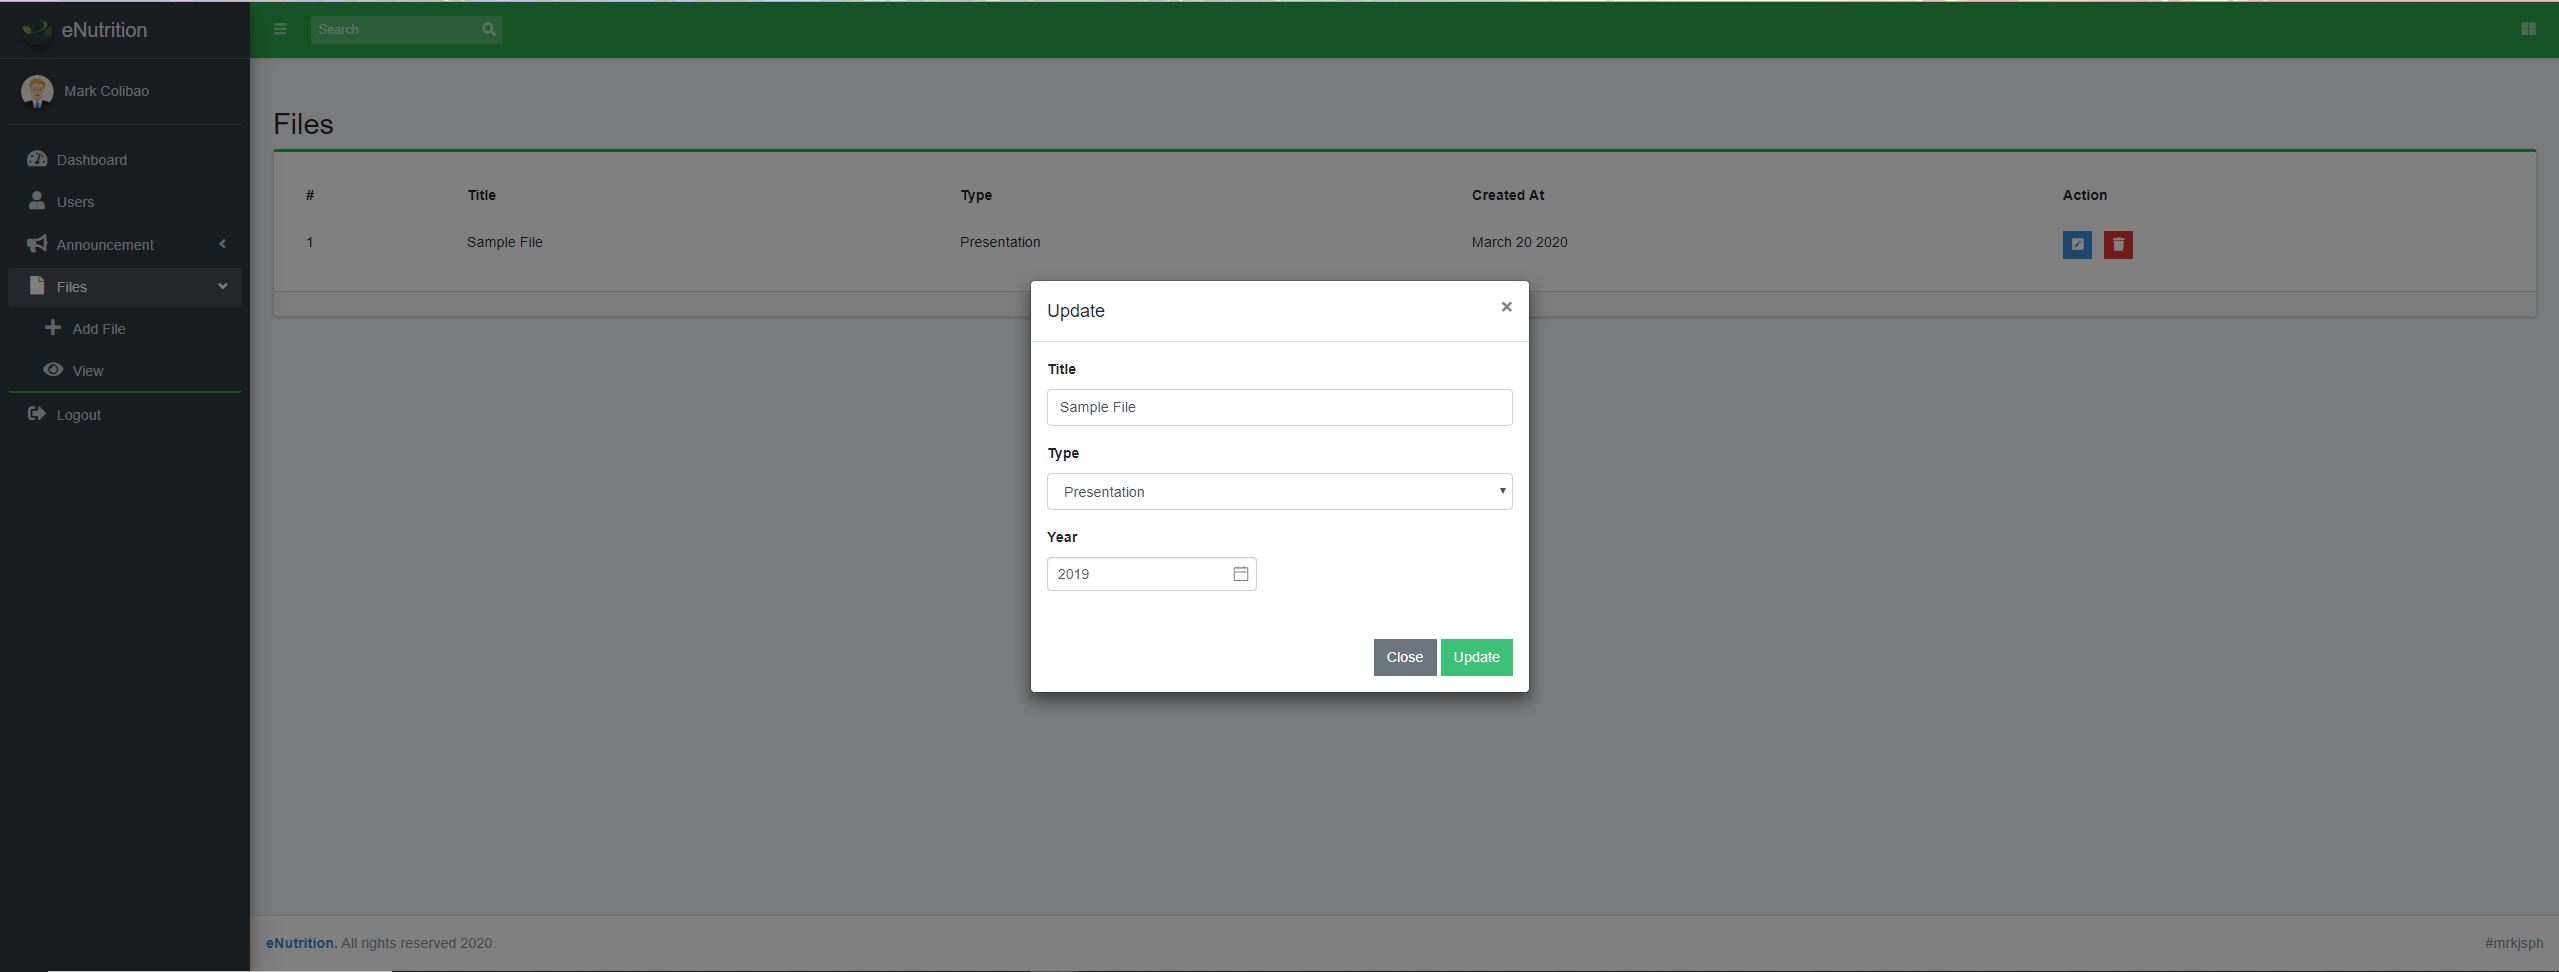 eNutrition
Search
Mark Colibao
Dashboard
Users
Announcement
Files
Add File
View
Logout
Files
# Title Type Created At Action
1 Sample File Presentation March 20 2020
Update ×
Title
Sample File
Type
Presentation
Year
2019
Close Update
eNutrition. All rights reserved 2020. #mrkjsph